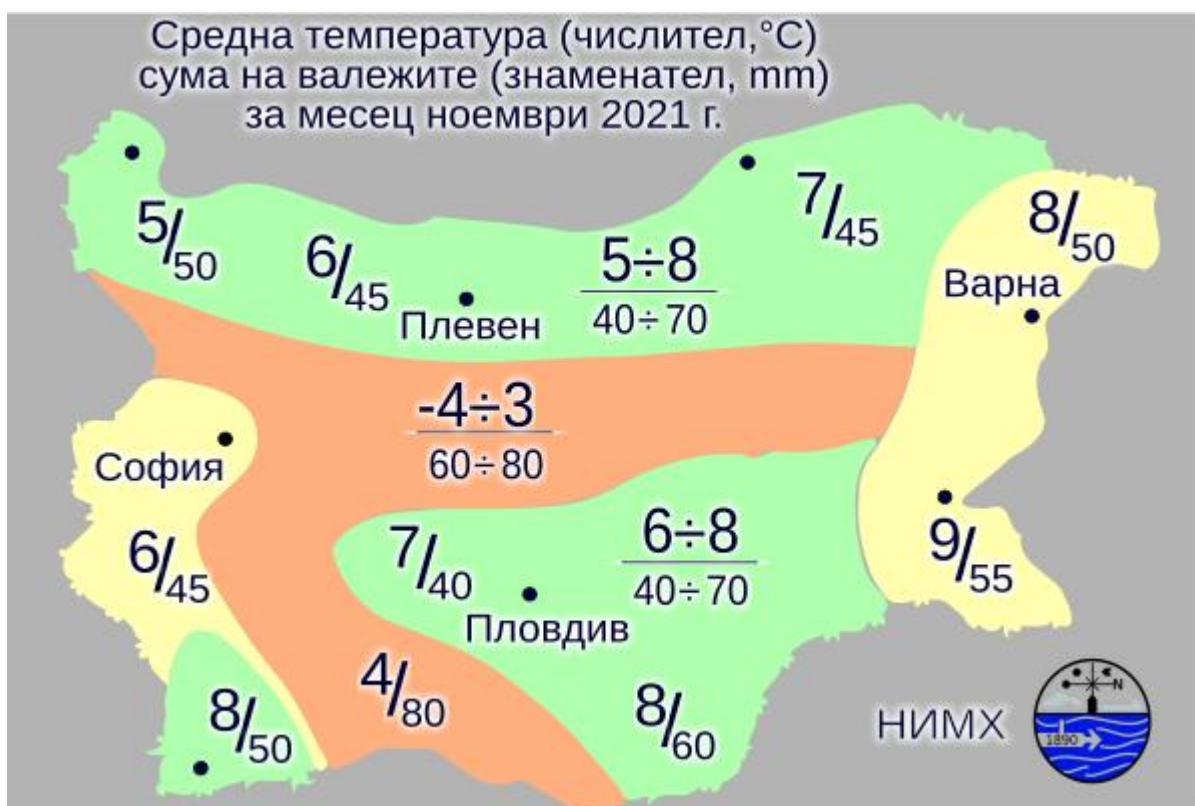 Средна температура (числител,°C)
сума на валежите (знаменател, mm)
за месец ноември 2021 г.
5/50
6/45
Плевен
5÷8
40÷70
7/45
8/50
Варна
-4÷3
60÷80
София
6/45
7/40
Пловдив
6÷8
40÷70
9/55
8/50
4/80
8/60
НИМХ
N
1890